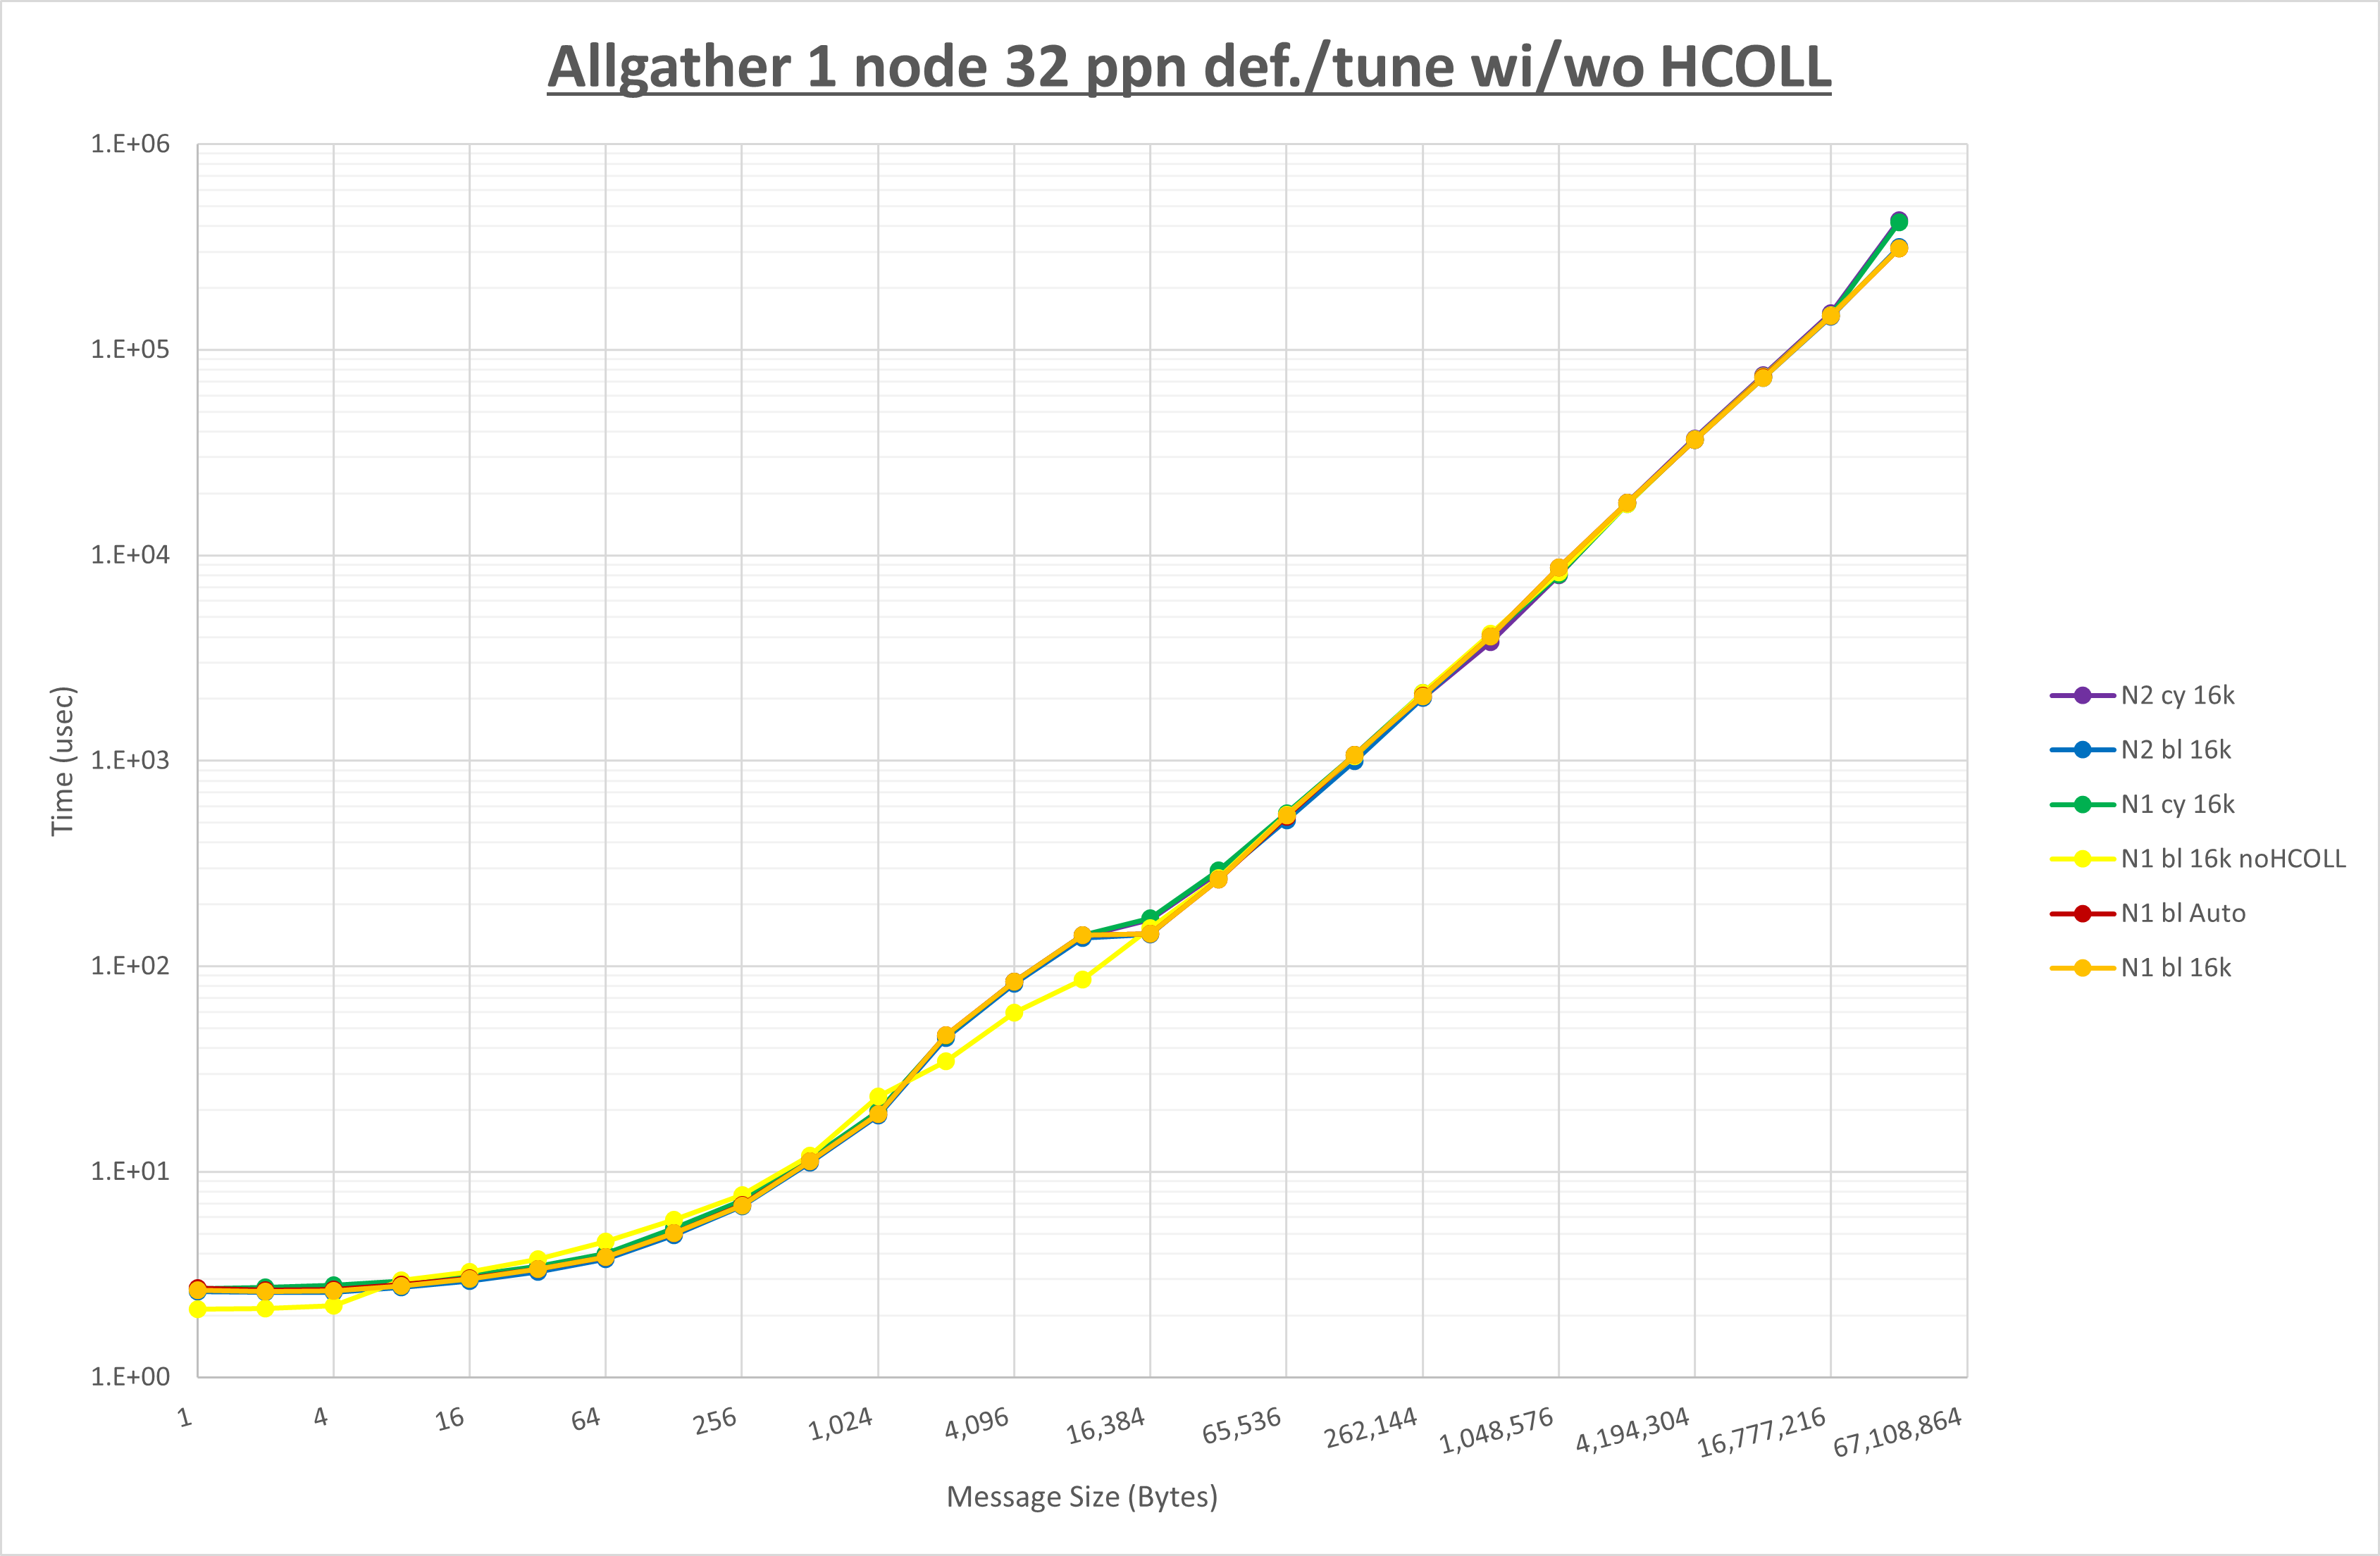 Allgather 1 node 32 ppn def./tune wi/wo HCOLL
1.E+06
1.E+05
1.E+04
1.E+03
1.E+02
1.E+01
1.E+00
Time (usec)
1
4
16
64
256
1,024
4,096
16,384
65,536
262,144
1,048,576
4,194,304
16,777,216
67,108,864
Message Size (Bytes)
N2 cy 16k
N2 bl 16k
N1 cy 16k
N1 bl 16k noHCOLL
N1 bl Auto
N1 bl 16k